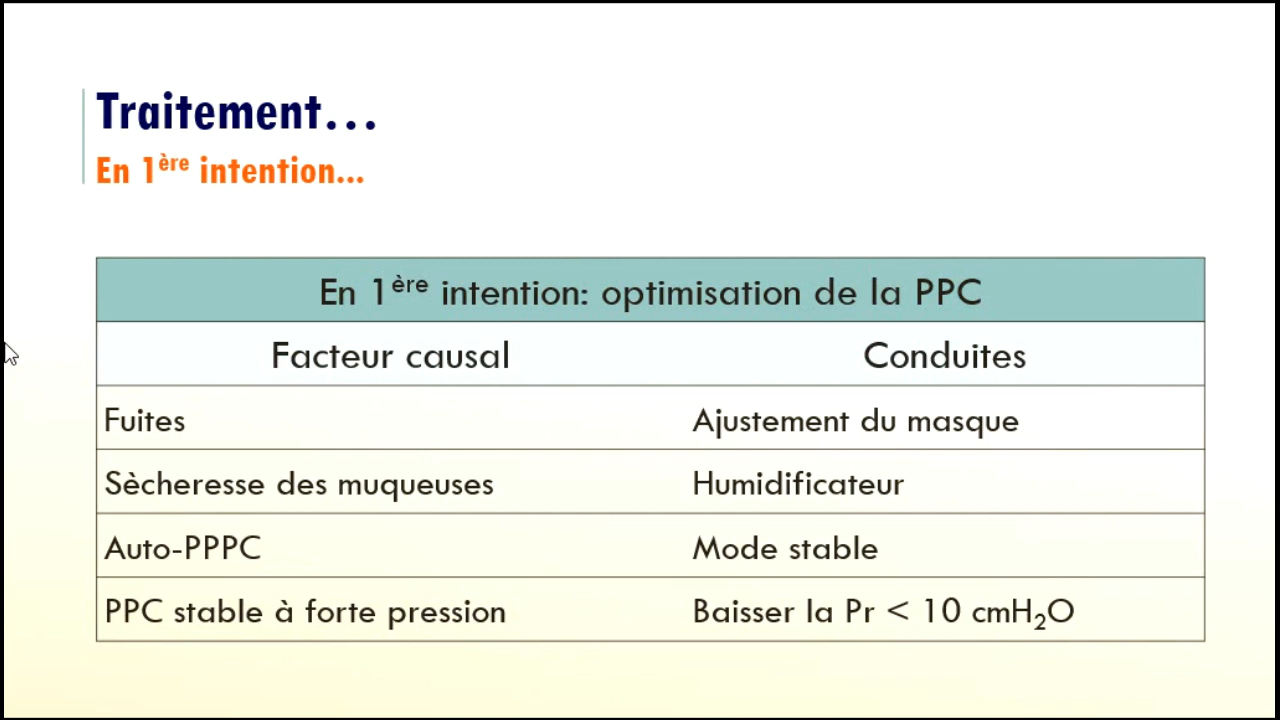 Traitement...
En 1ère intention...
En 1ère intention: optimisation de la PPC
Facteur causal Conduites
Fuites Ajustement du masque
Sècheresse des muqueuses Humidificateur
Auto-PPPC Mode stable
PPC stable à forte pression Baisser la Pr < 10 cmH₂O